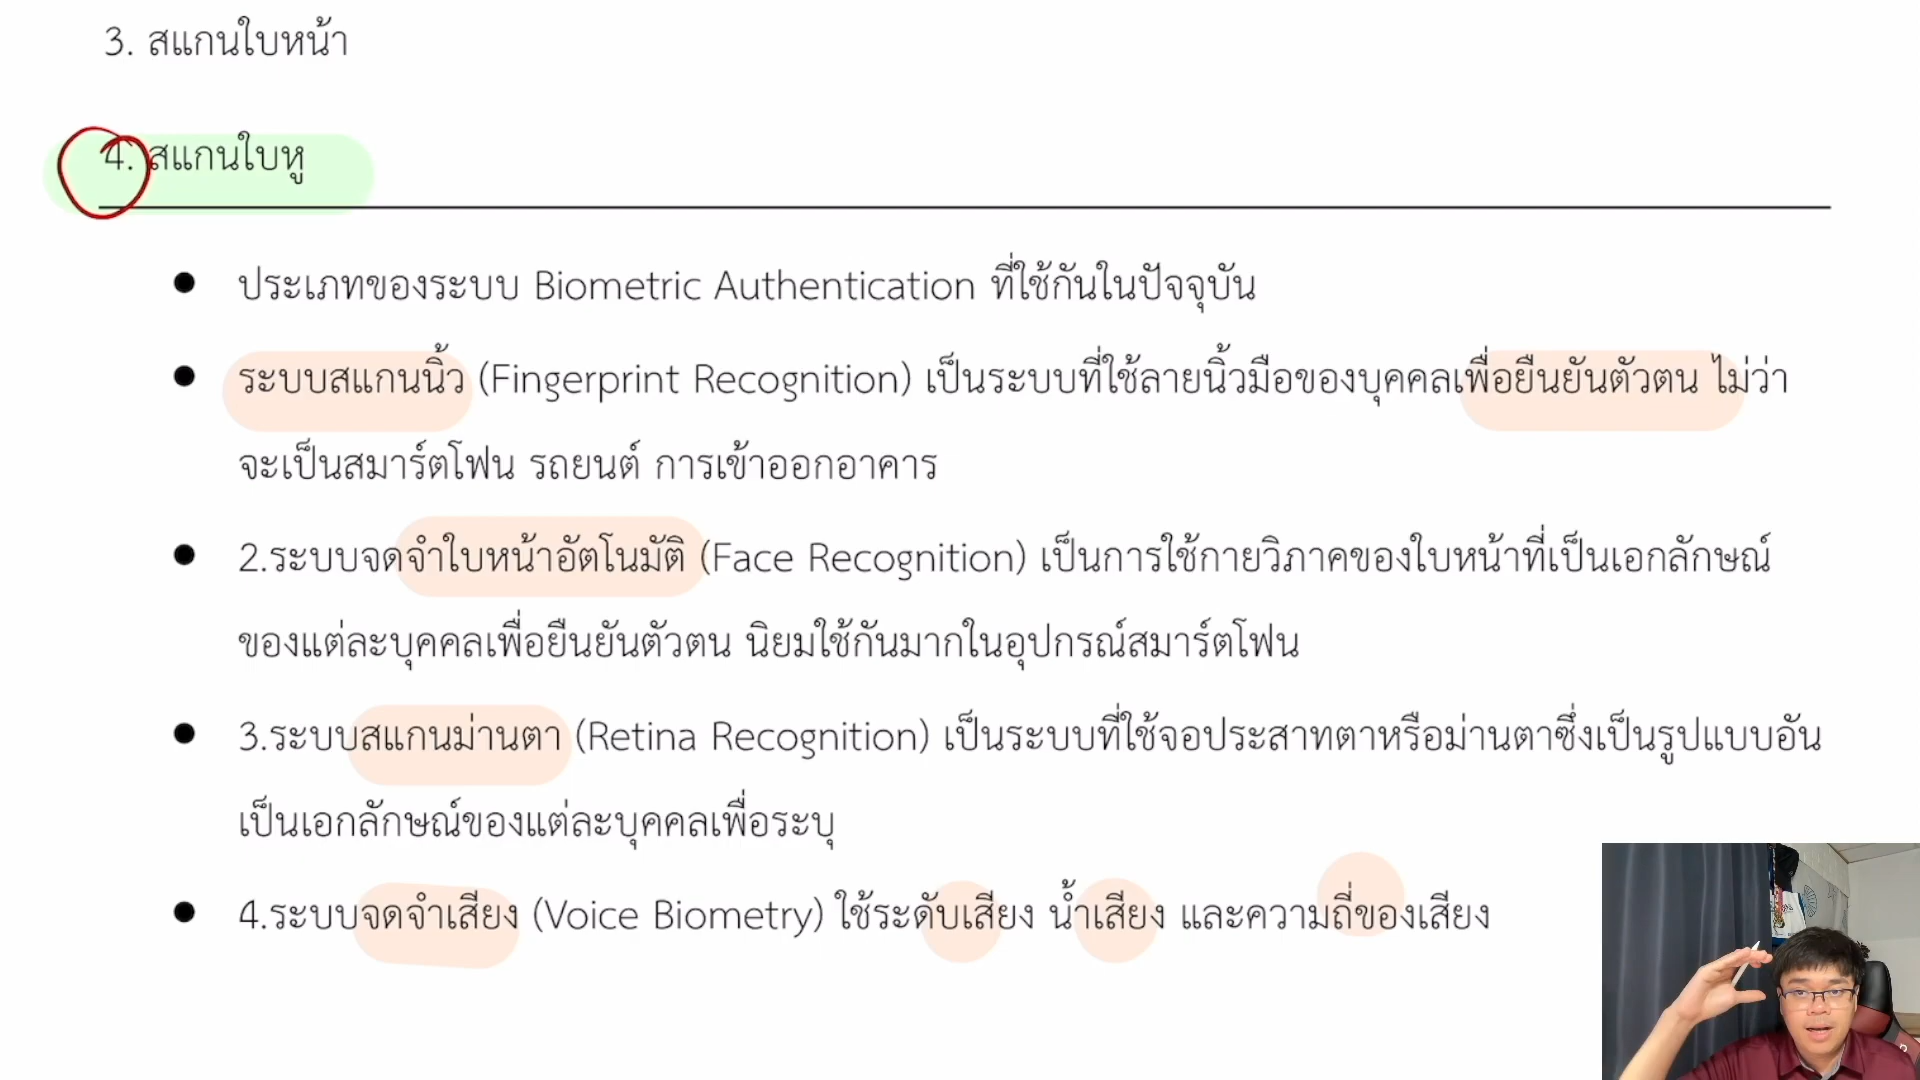 3. สแกนใบหน้า
4. สแกนใบหู
● ประเภทของระบบ Biometric Authentication ที่ใช้กันในปัจจุบัน
● ระบบสแกนนิ้ว (Fingerprint Recognition) เป็นระบบที่ใช้ลายนิ้วมือของบุคคลเพื่อยืนยันตัวตน ไม่ว่า
จะเป็นสมาร์ตโฟน รถยนต์ การเข้าออกอาคาร
● 2.ระบบจดจำใบหน้าอัตโนมัติ (Face Recognition) เป็นการใช้กายวิภาคของใบหน้าที่เป็นเอกลักษณ์
ของแต่ละบุคคลเพื่อยืนยันตัวตน นิยมใช้กันมากในอุปกรณ์สมาร์ตโฟน
● 3.ระบบสแกนม่านตา (Retina Recognition) เป็นระบบที่ใช้จอประสาทตาหรือม่านตาซึ่งเป็นรูปแบบอัน
เป็นเอกลักษณ์ของแต่ละบุคคลเพื่อระบุ
● 4.ระบบจดจำเสียง (Voice Biometry) ใช้ระดับเสียง น้ำเสียง และความถี่ของเสียง